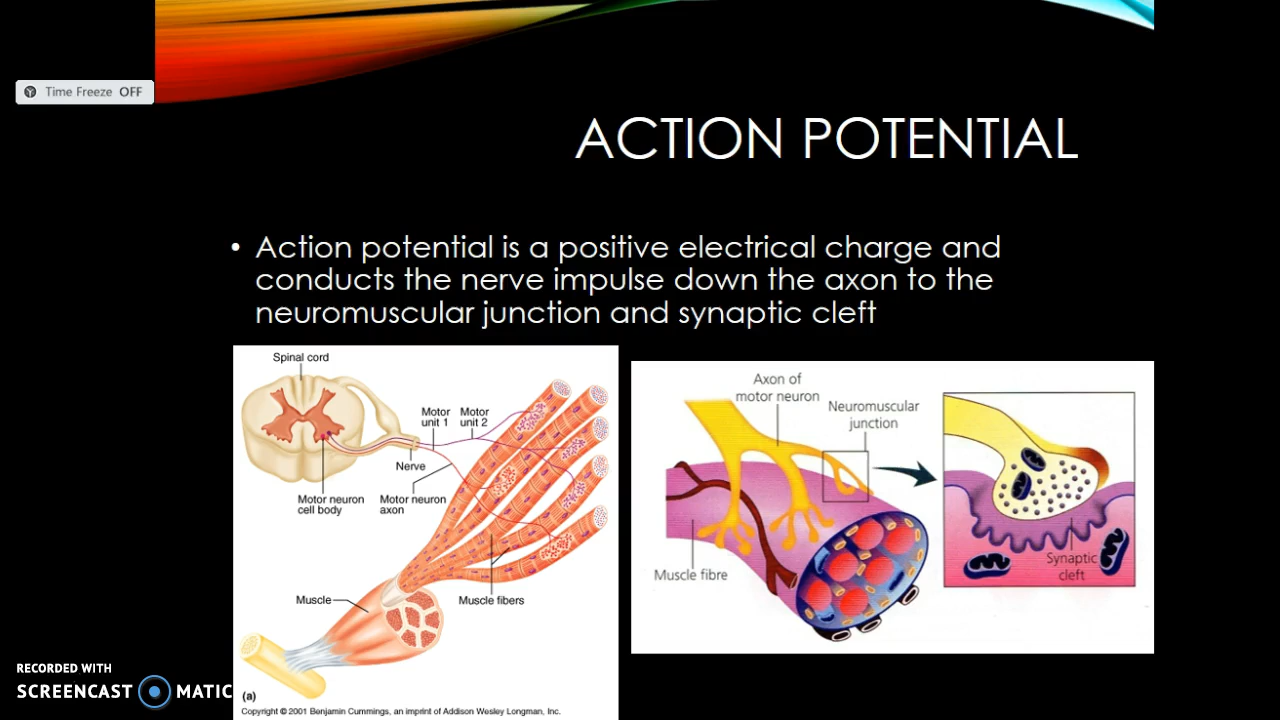 Time Freeze OFF
ACTION POTENTIAL
• Action potential is a positive electrical charge and
conducts the nerve impulse down the axon to the
neuromuscular junction and synaptic cleft
Spinal cord
Motor
unit 1
Motor
unit 2
Nerve
Motor neuron
cell body
Motor neuron
axon
Muscle
Muscle fibers
(a)
Copyright © 2001 Benjamin Cummings, an imprint of Addison Wesley Longman, Inc.
Axon of
motor neuron
Neuromuscular
junction
Muscle fibre
Synaptic
cleft
RECORDED WITH
SCREENCAST MATIC